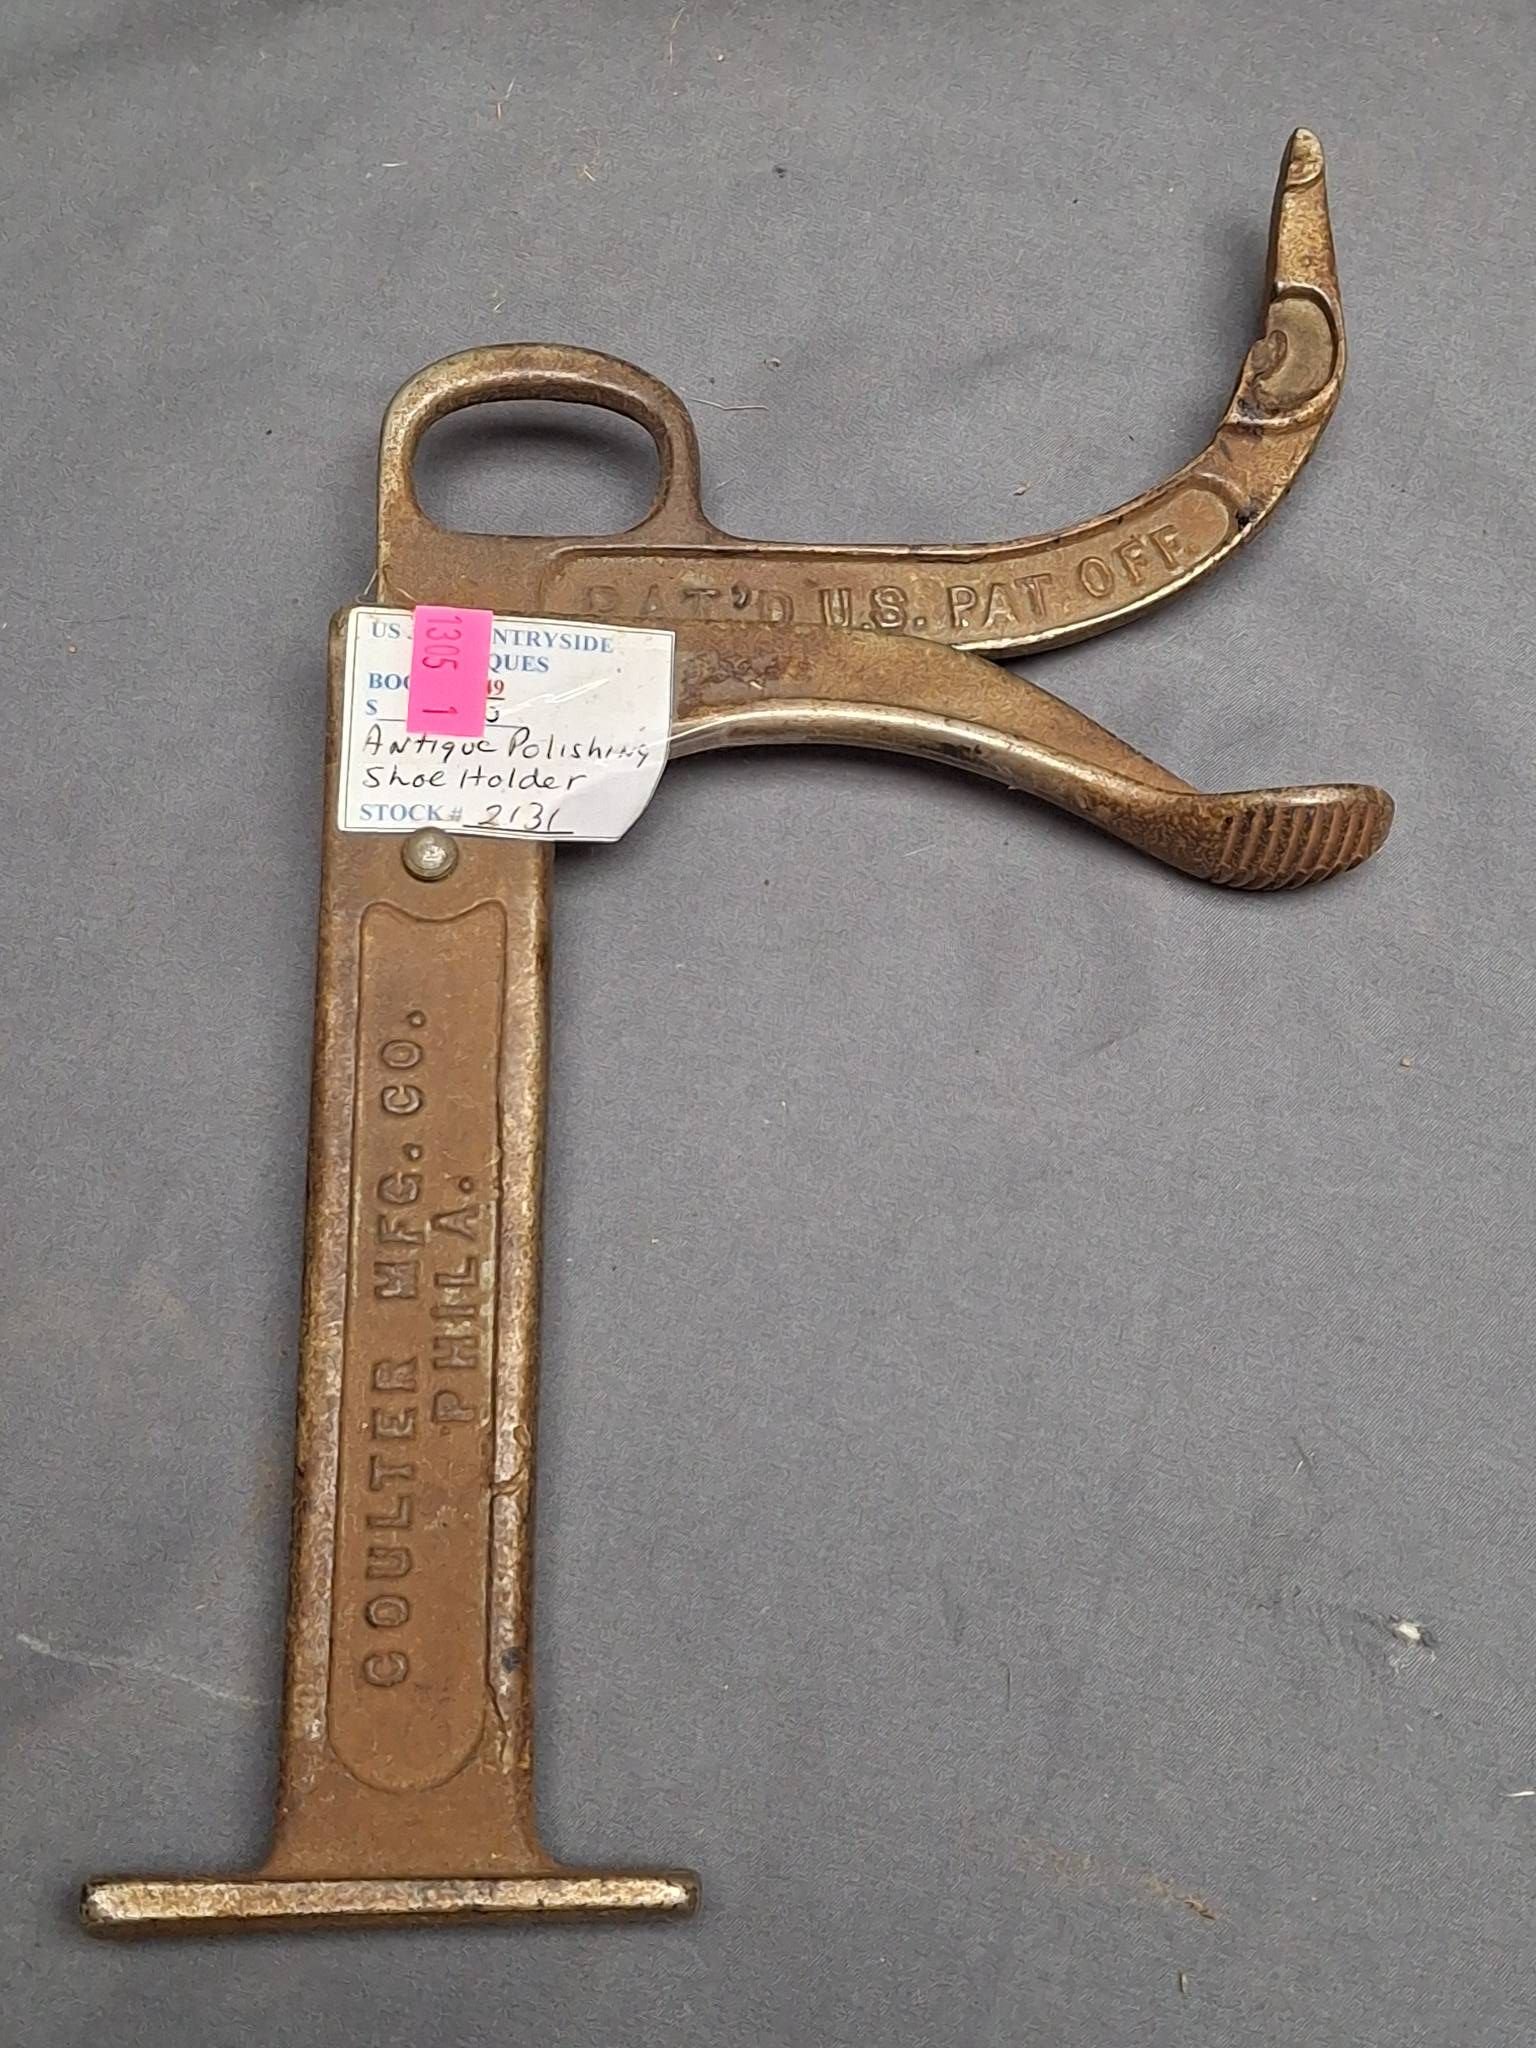 PAT'D U.S. PAT. OFF.
US
NTRYSIDE
QUES
BOO
49
S
Antique Polishing
Shoe Holder
STOCK# 2131
1305 1
COULTER MFG. CO.
PHILA.